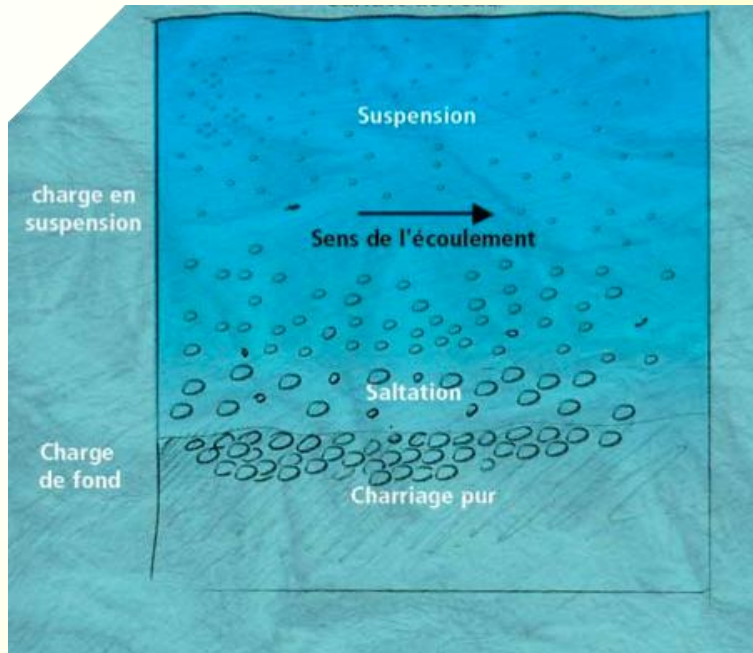 Suspension
charge en
suspension
Sens de l'écoulement
Saltation
Charge
de fond
Charriage pur